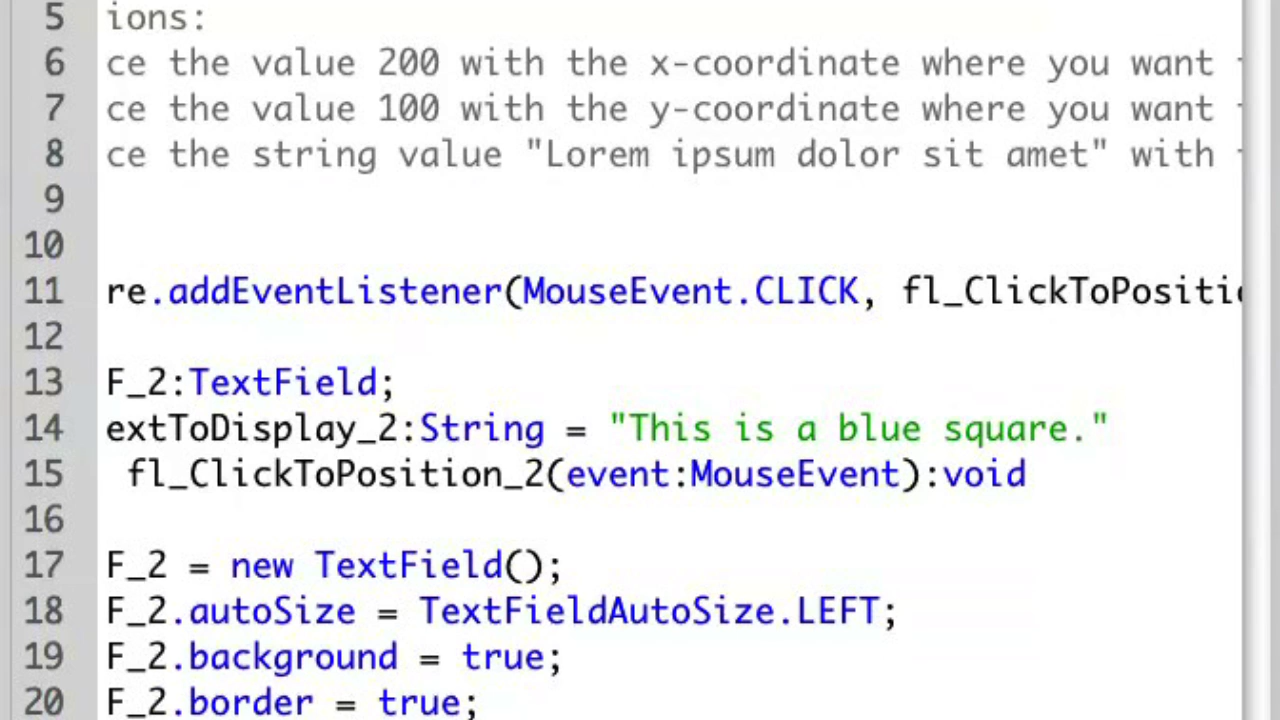 5 ions:
6 ce the value 200 with the x-coordinate where you want
7 ce the value 100 with the y-coordinate where you want
8 ce the string value "Lorem ipsum dolor sit amet" with
9
10
11 re.addEventListener(MouseEvent.CLICK, fl_ClickToPositi
12
13 F_2:TextField;
14 extToDisplay_2:String = "This is a blue square."
15 fl_ClickToPosition_2(event:MouseEvent):void
16
17 F_2 = new TextField();
18 F_2.autoSize = TextFieldAutoSize.LEFT;
19 F_2.background = true;
20 F_2.border = true;